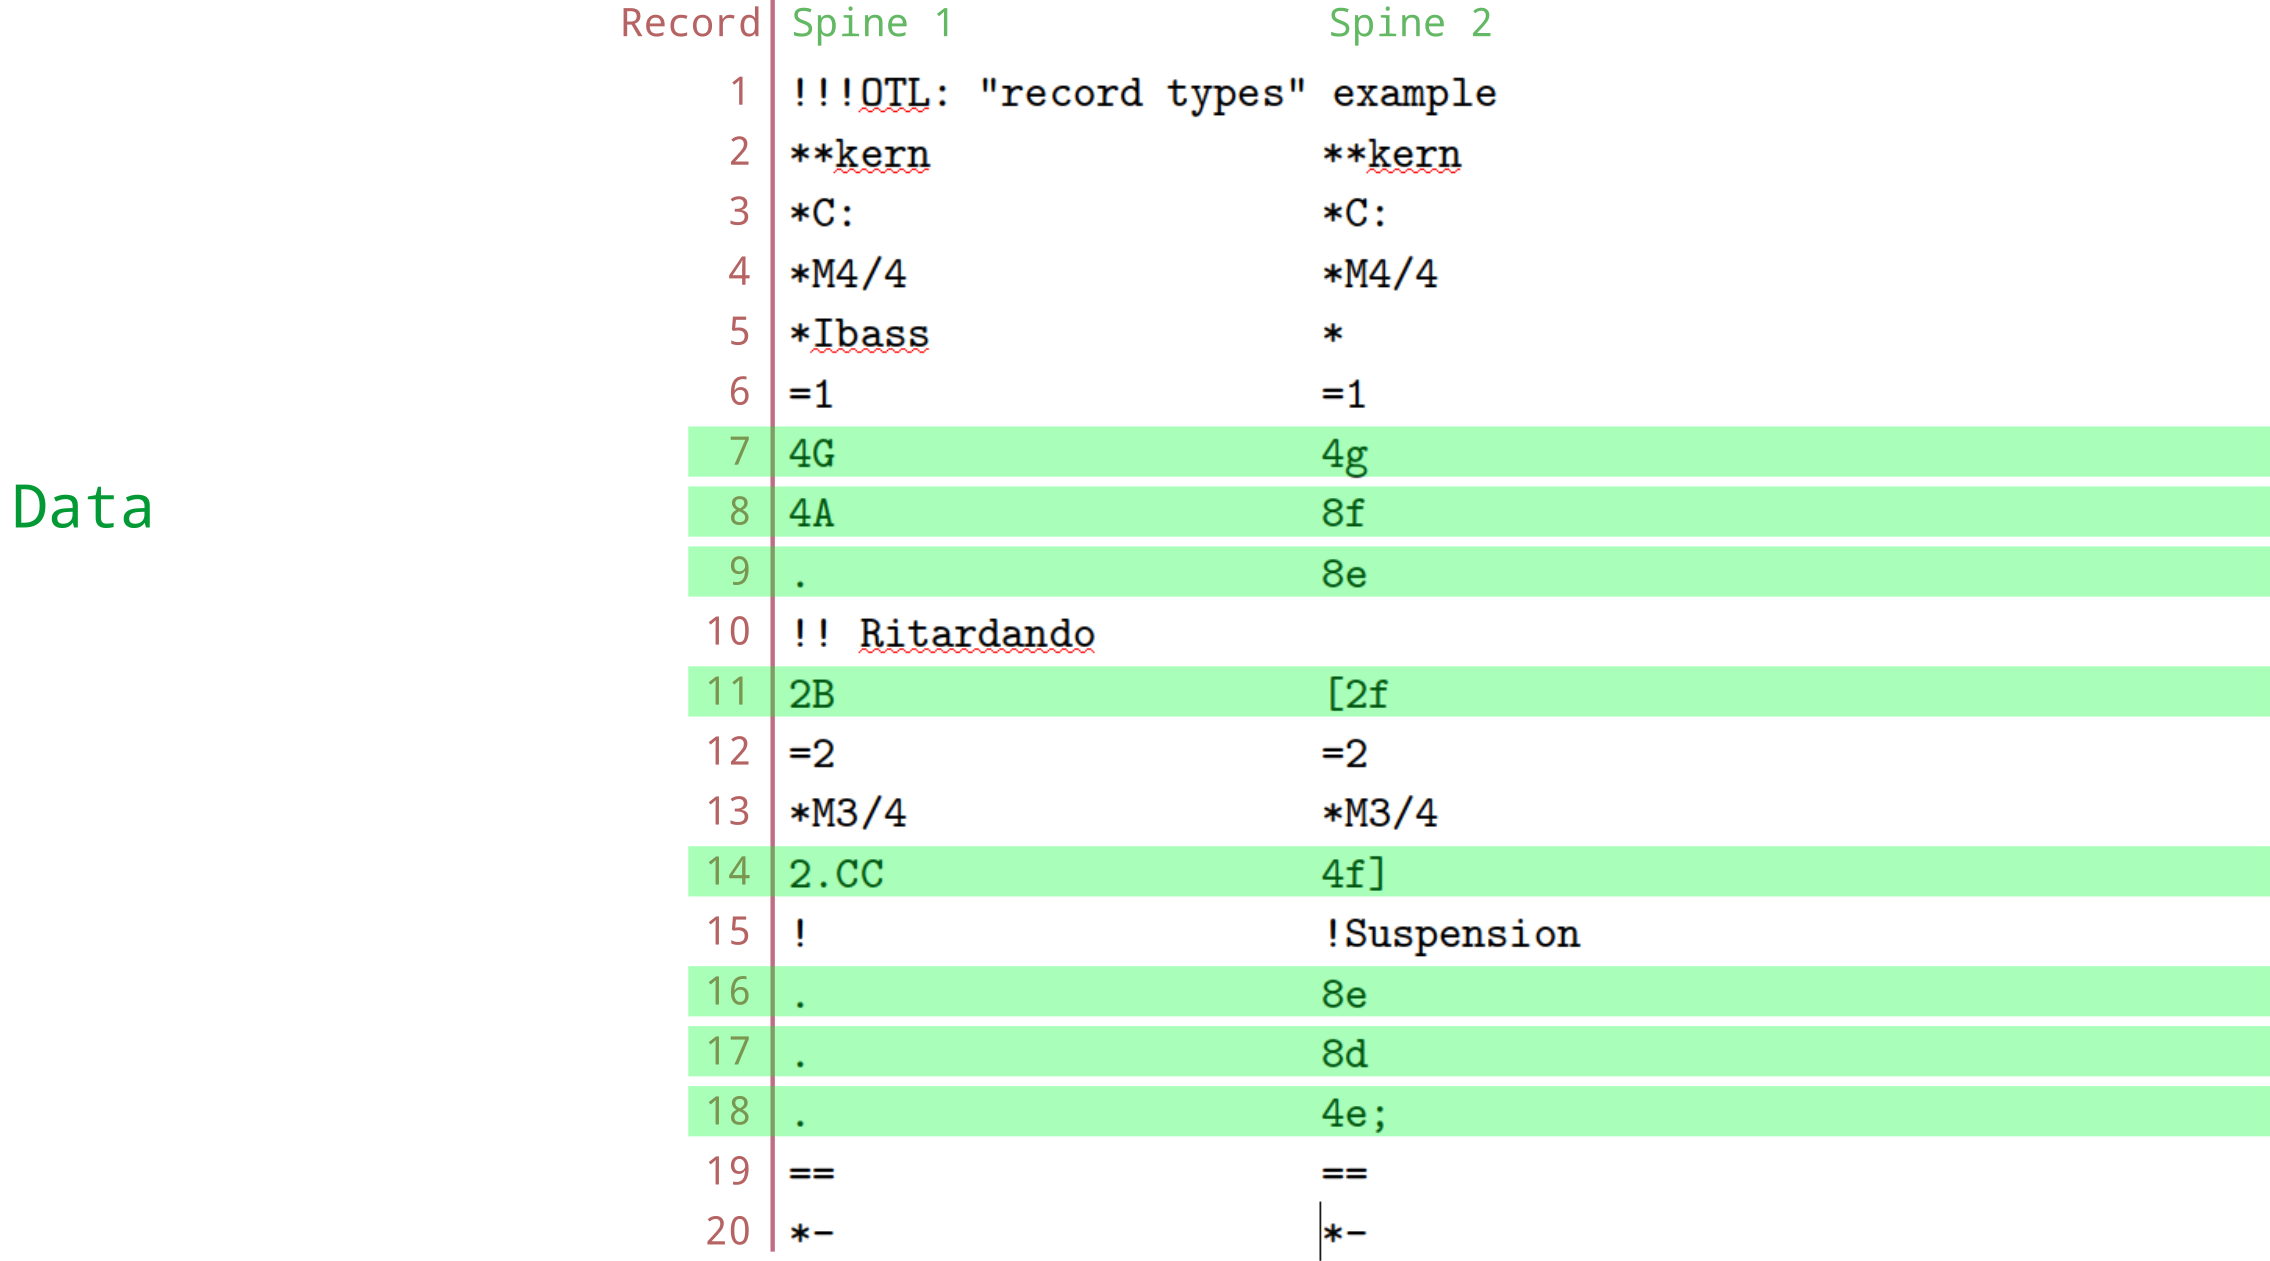 Record Spine 1 Spine 2
1 !!!OTL: "record types" example
2 **kern **kern
3 *C: *C:
4 *M4/4 *M4/4
5 *Ibass *
6 =1 =1
7 4G 4g
Data
8 4A 8f
9 . 8e
10 !! Ritardando
11 2B [2f
12 =2 =2
13 *M3/4 *M3/4
14 2.CC 4f]
15 ! !Suspension
16 . 8e
17 . 8d
18 . 4e;
19 == ==
20 *- *-